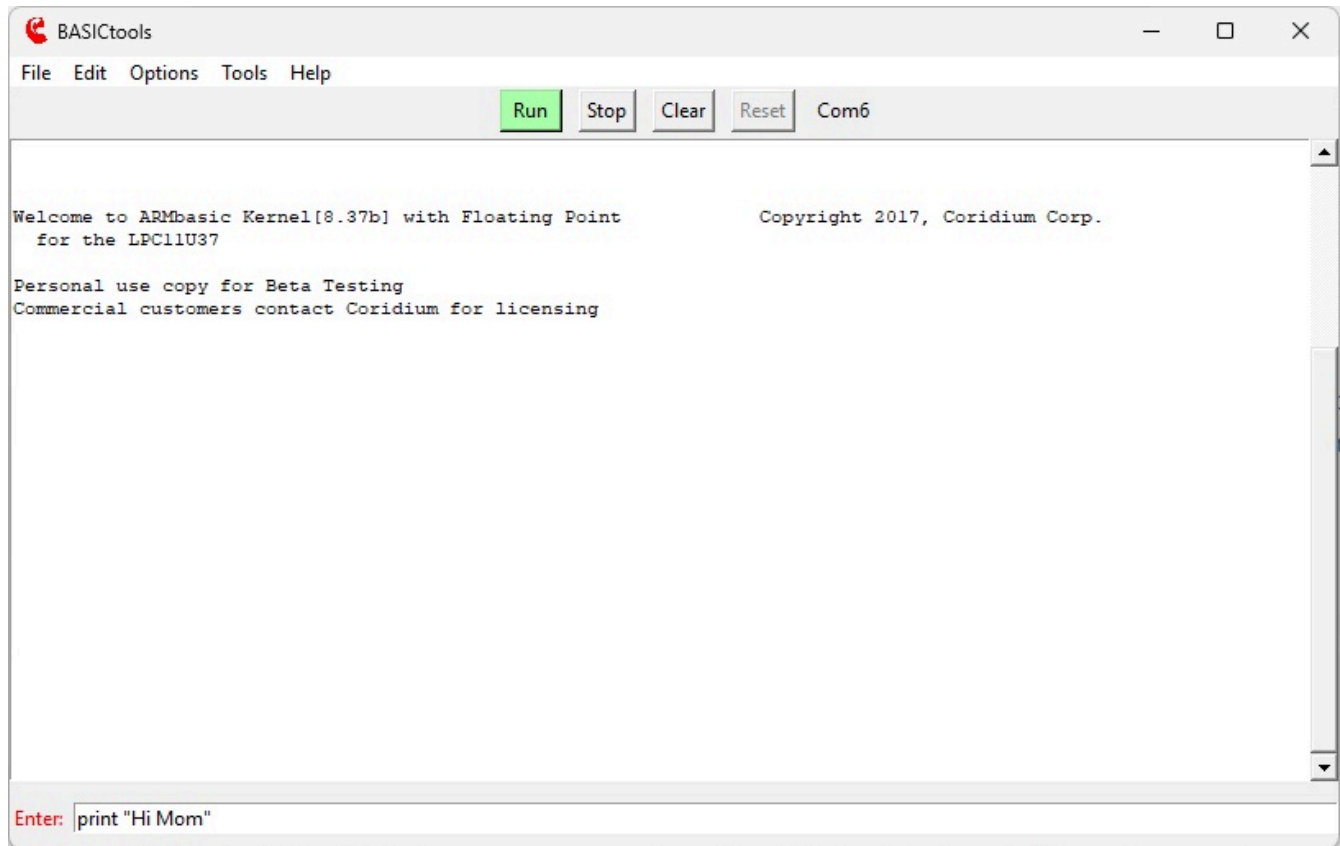 BASICtools
File Edit Options Tools Help
Run Stop Clear Reset Com6
Welcome to ARMbasic Kernel[8.37b] with Floating Point Copyright 2017, Coridium Corp.
for the LPC11U37
Personal use copy for Beta Testing
Commercial customers contact Coridium for licensing
Enter: print "Hi Mom"